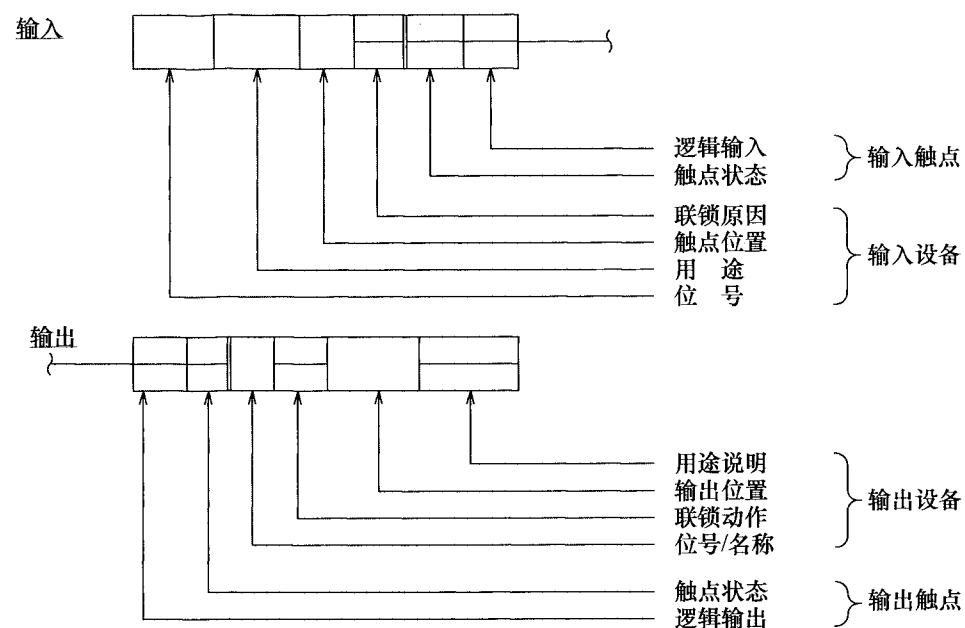 输入
逻辑输入
触点状态
输入触点
联锁原因
触点位置
用 途
位 号
输入设备
输出
用途说明
输出位置
联锁动作
位号/名称
输出设备
触点状态
逻辑输出
输出触点